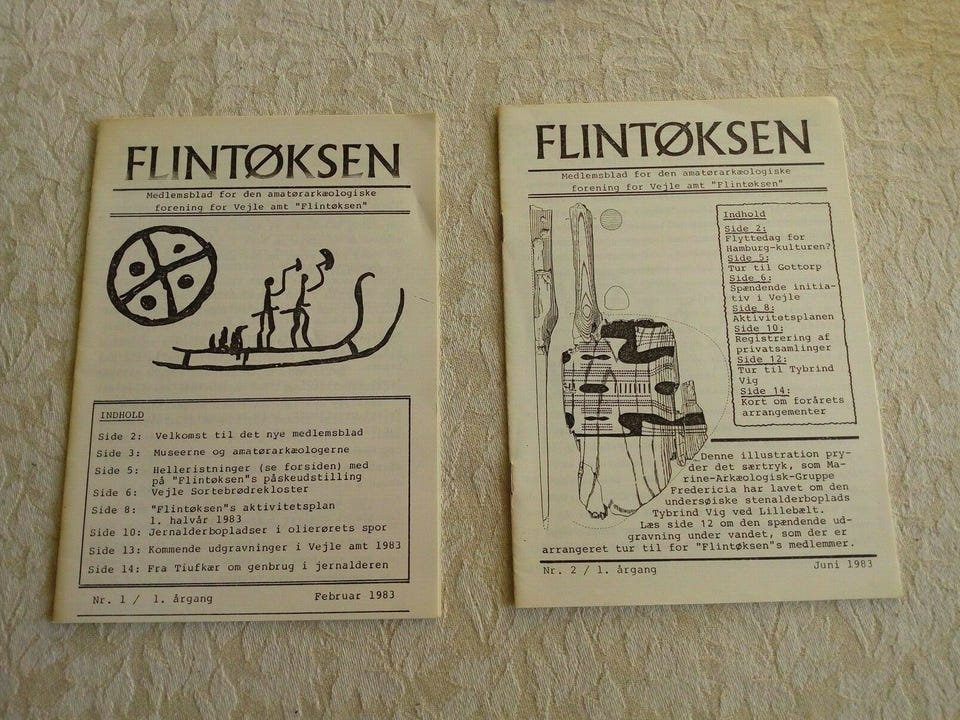 FLINTØKSEN
Medlemsblad for den amatørarkæologiske
forening for Vejle amt "Flintøksen"
INDHOLD
Side 2: Velkomst til det nye medlemsblad
Side 3: Museerne og amatørarkæologerne
Side 5: Helleristninger (se forsiden) med
på "Flintøksen"s påskeudstilling
Side 6: Vejle Sortebrødrekloster
Side 8: "Flintøksen"s aktivitetsplan
1. halvår 1983
Side 10: Jernalderbopladser i olierørets spor
Side 13: Kommende udgravninger i Vejle amt 1983
Side 14: Fra Tiufkær om genbrug i jernalderen
Nr. 1 / 1. årgang Februar 1983
FLINTØKSEN
Medlemsblad for den amatørarkæologiske
forening for Vejle amt "Flintøksen"
Indhold
Side 2:
Flyttedag for
Hamburg-kulturen?
Side 5:
Tur til Gottorp
Side 6:
Spændende initia-
tiv i Vejle
Side 8:
Aktivitetsplanen
Side 10:
Registrering af
privatsamlinger
Side 12:
Tur til Tybrind
Vig
Side 14:
Kort om forårets
arrangementer
Denne illustration pry-
der det særtryk, som Ma-
rine-Arkæologisk-Gruppe
Fredericia har lavet om den
undersøiske stenalderboplads
Tybrind Vig ved Lillebælt.
Læs side 12 om den spændende ud-
gravning under vandet, som der er
arrangeret tur til for "Flintøksen"s medlemmer.
Nr. 2 / 1. årgang Juni 1983